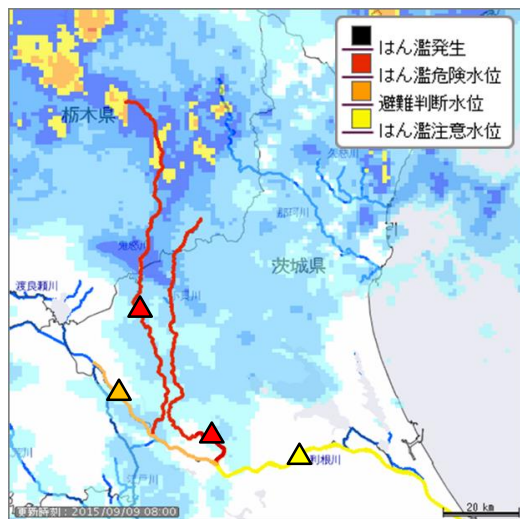 はん濫発生
はん濫危険水位
避難判断水位
はん濫注意水位
栃木県
久慈川
那珂川
鬼怒川
茨城県
渡良瀬川
小貝川
利根川
江戸川
更新時刻：2015/09/09 08:00
20 km